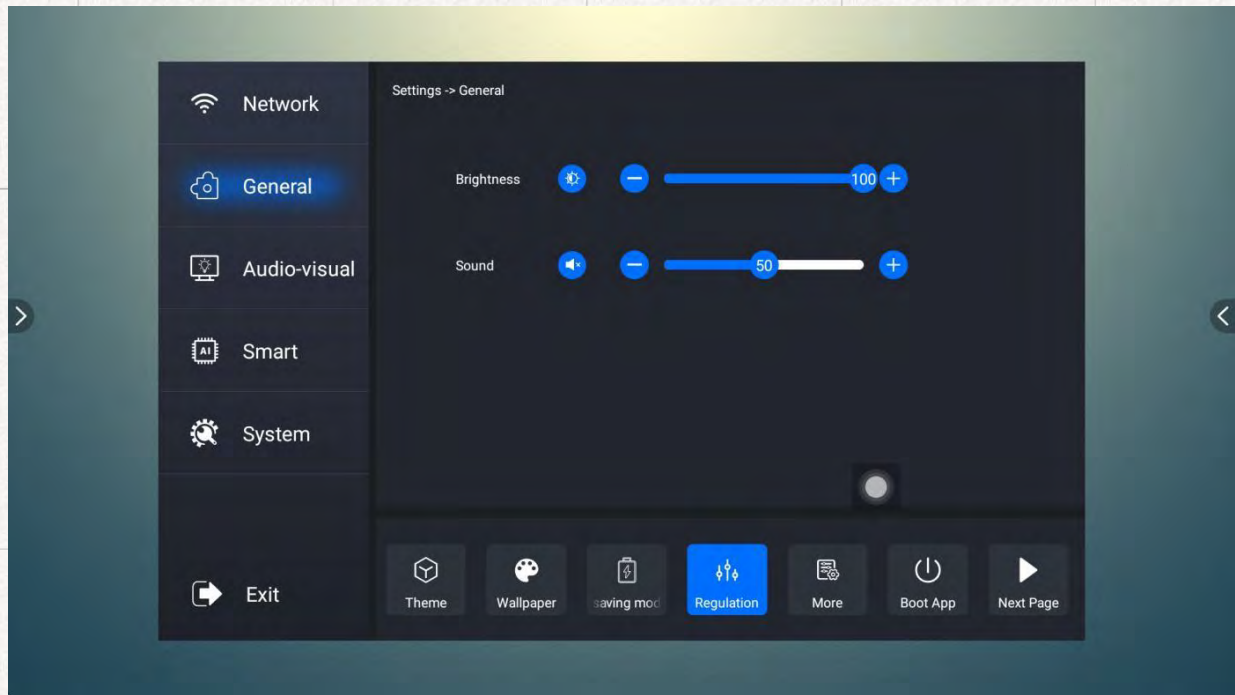 Network
General
Audio-visual
AI
Smart
System
Exit
Settings -> General
Brightness
100
Sound
50
Theme
Wallpaper
saving mod
Regulation
More
Boot App
Next Page